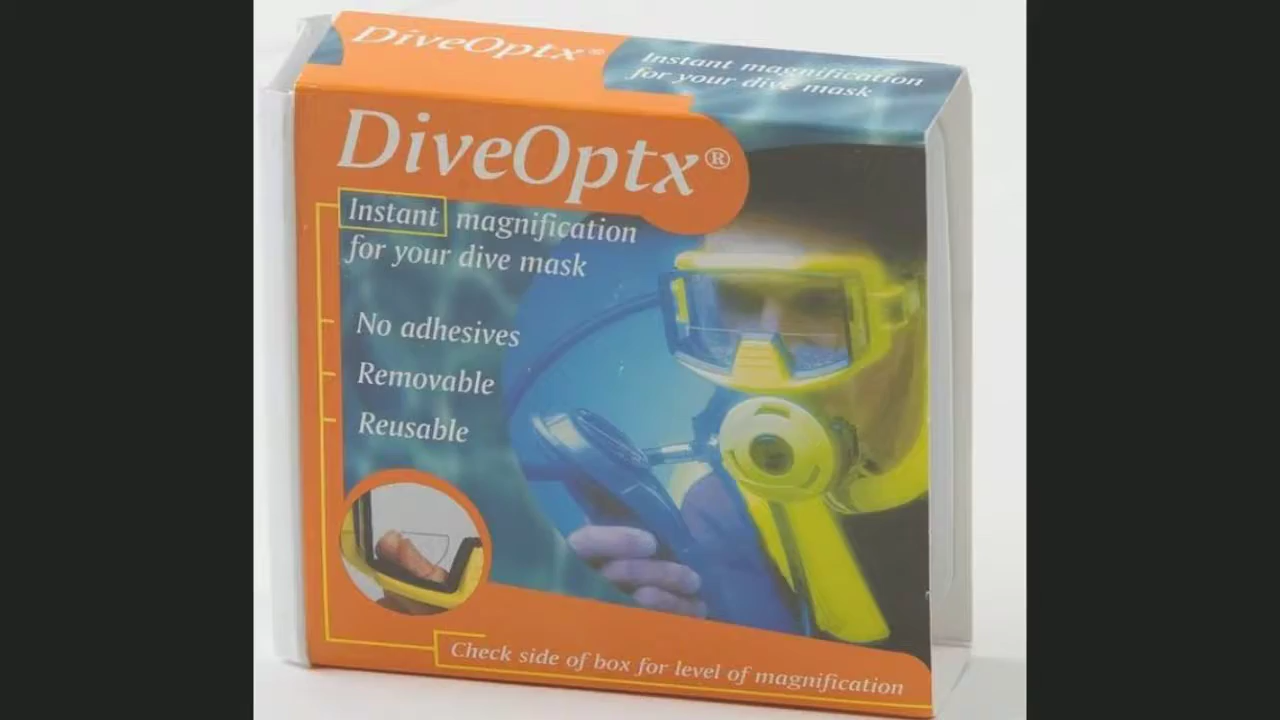 DiveOptx®
Instant magnification
for your dive mask
DiveOptx®
Instant magnification
for your dive mask
No adhesives
Removable
Reusable
Check side of box for level of magnification